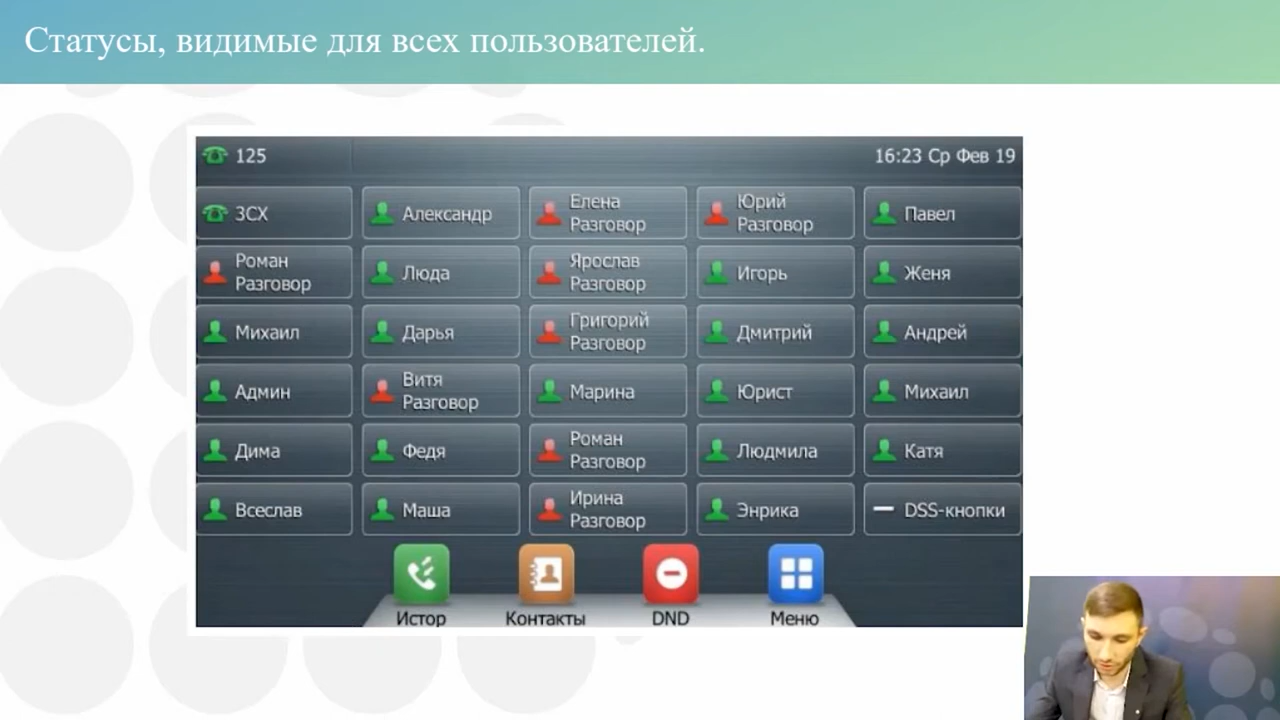 Статусы, видимые для всех пользователей.
125
16:23 Ср Фев 19
3CX
Александр
Елена
Разговор
Юрий
Разговор
Павел
Роман
Разговор
Люда
Ярослав
Разговор
Игорь
Женя
Михаил
Дарья
Григорий
Разговор
Дмитрий
Андрей
Админ
Витя
Разговор
Марина
Юрист
Михаил
Дима
Федя
Роман
Разговор
Людмила
Катя
Всеслав
Маша
Ирина
Разговор
Энрика
DSS-кнопки
Истор
Контакты
DND
Меню